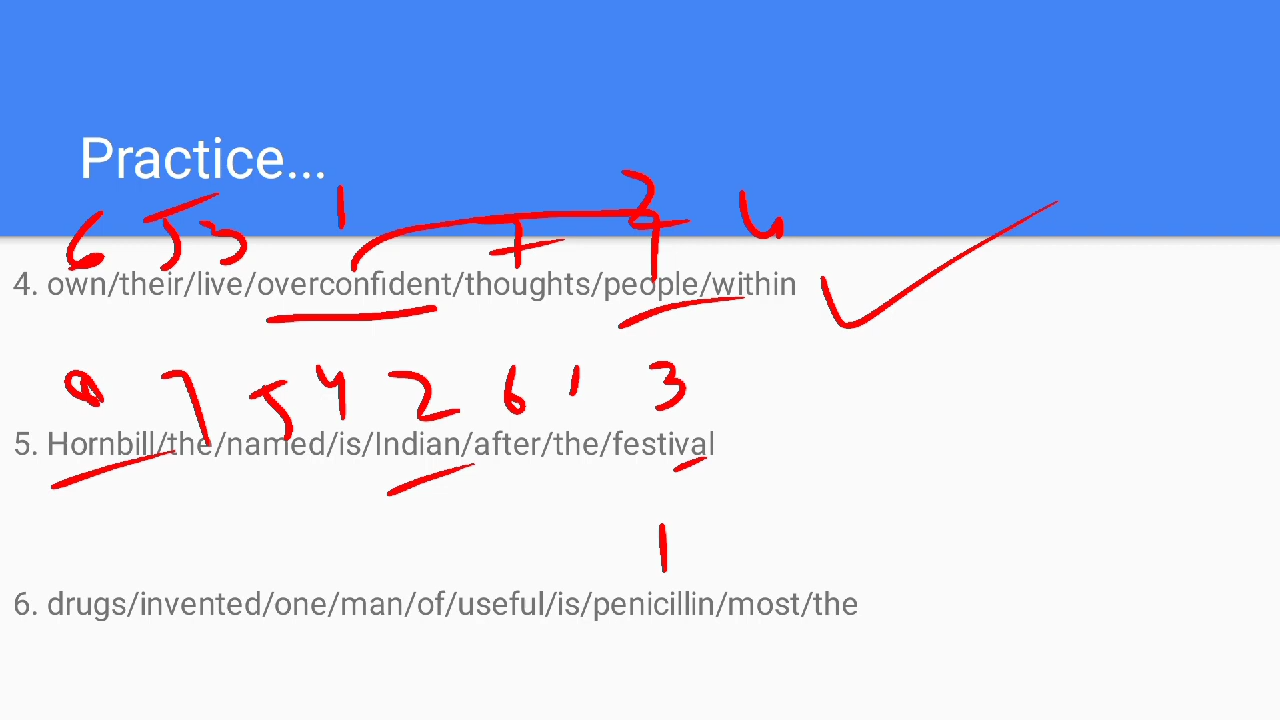 Practice...
6 5 3 1 7 2 4
4. own/their/live/overconfident/thoughts/people/within
7 5 4 2 6 1 3
5. Hornbill/the/named/is/Indian/after/the/festival
1
6. drugs/invented/one/man/of/useful/is/penicillin/most/the